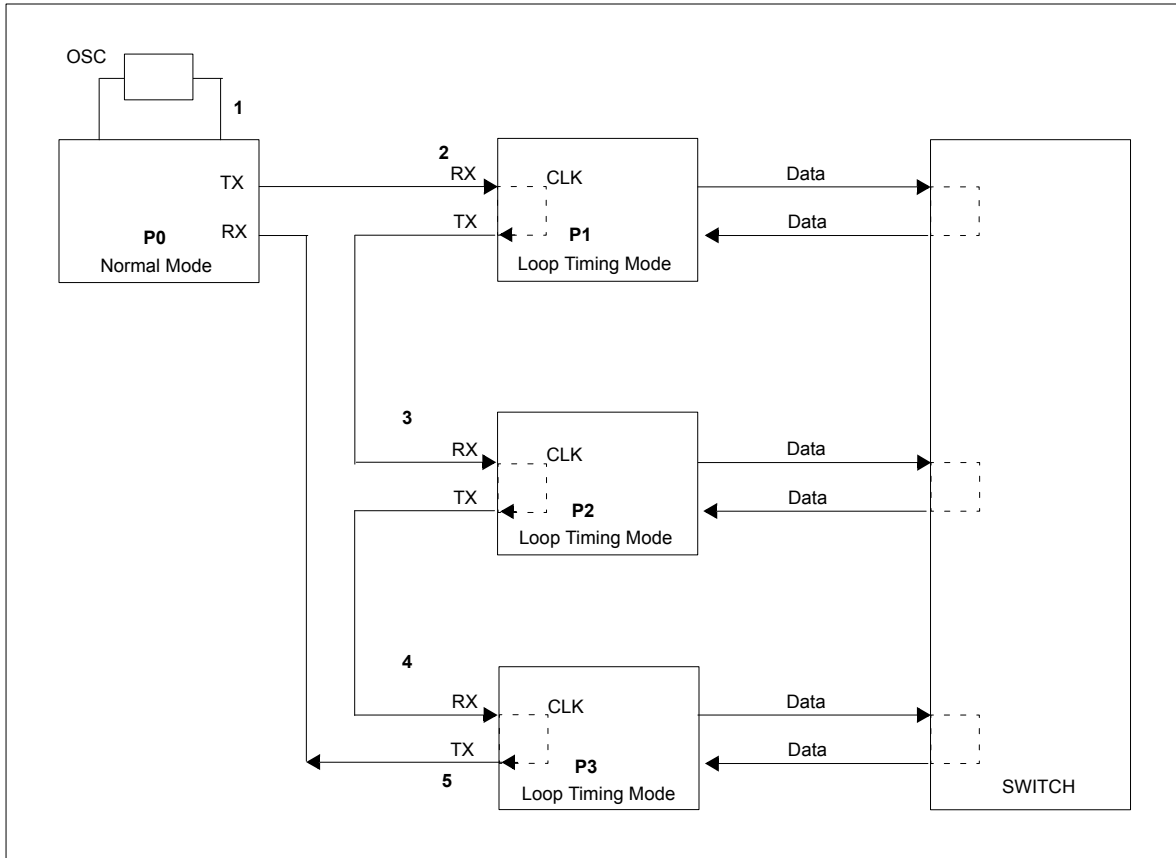 OSC
1
TX
RX
P0
Normal Mode
2
RX
CLK
TX
P1
Loop Timing Mode
Data
Data
3
RX
CLK
TX
P2
Loop Timing Mode
Data
Data
4
RX
CLK
TX
5
P3
Loop Timing Mode
Data
Data
SWITCH